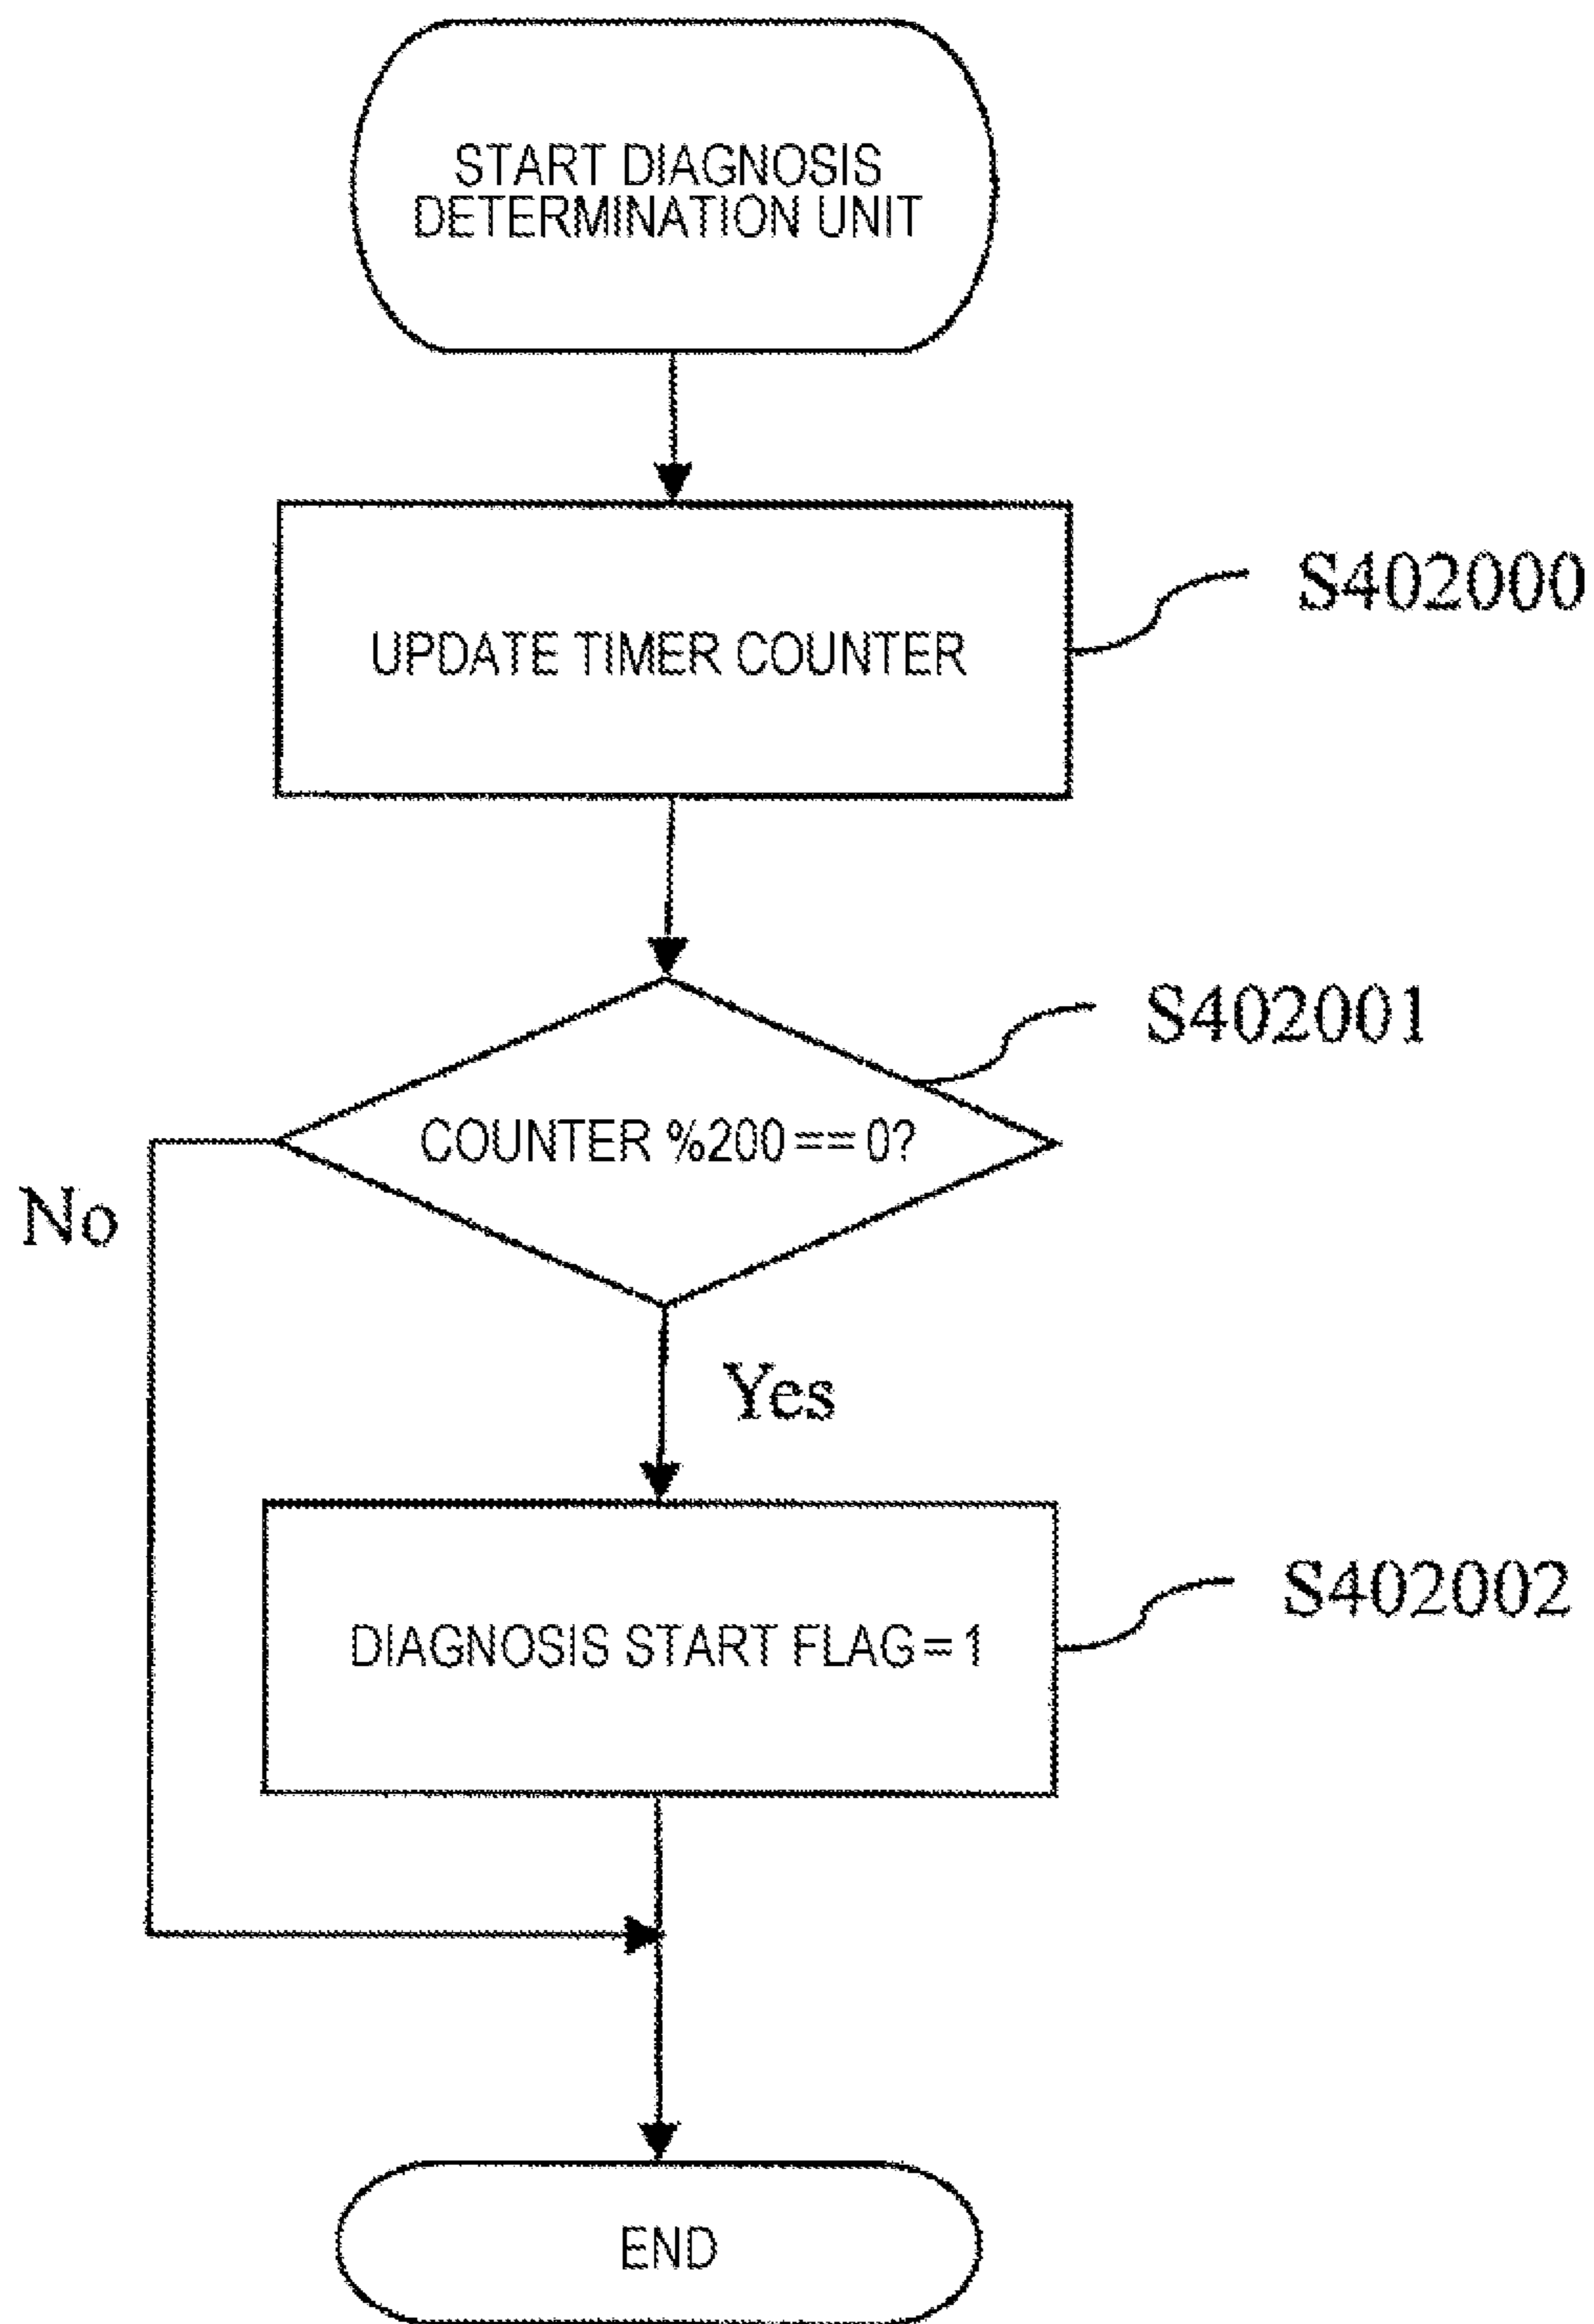 START DIAGNOSIS
DETERMINATION UNIT
UPDATE TIMER COUNTER
S402000
S402001
COUNTER %200 == 0?
No
Yes
DIAGNOSIS START FLAG = 1
S402002
END